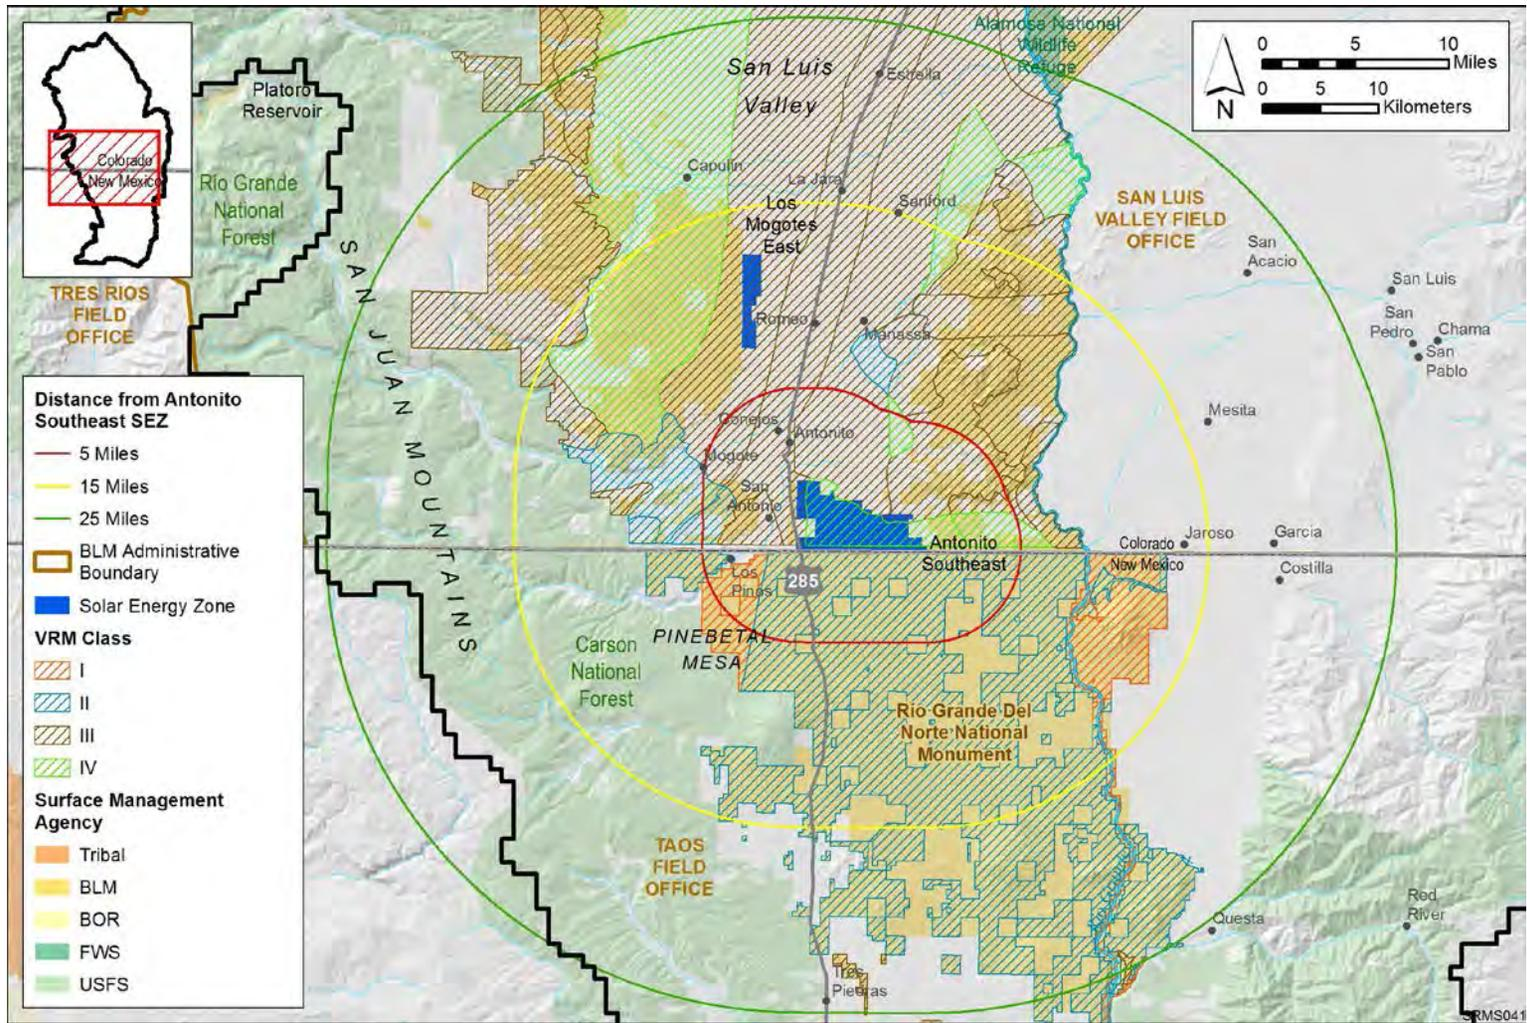 Alamosa National
Wildlife
Refuge
0 5 10
Miles
0 5 10
Kilometers
N
San Luis
Valley
Estrella
Platoro
Reservoir
Colorado
New Mexico
Rio Grande
National
Forest
Capulin
La Jara
Los
Mogotes
East
Sanford
SAN LUIS
VALLEY FIELD
OFFICE
San
Acacio
San Luis
San
Pedro
Chama
San
Pablo
TRES RIOS
FIELD
OFFICE
SAN JUAN MOUNTAINS
Romeo
Manassa
Mesita
Distance from Antonito
Southeast SEZ
5 Miles
15 Miles
25 Miles
BLM Administrative
Boundary
Solar Energy Zone
VRM Class
I
II
III
IV
Surface Management
Agency
Tribal
BLM
BOR
FWS
USFS
Conejos
Antonito
Mogote
San
Antonio
Antonito
Southeast
Colorado
New Mexico
Jaroso
Garcia
Costilla
Los
Pinos
285
PINEBETAL
MESA
Carson
National
Forest
Rio Grande Del
Norte National
Monument
TAOS
FIELD
OFFICE
Questa
Red
River
Tres
Piedras
SRMS041